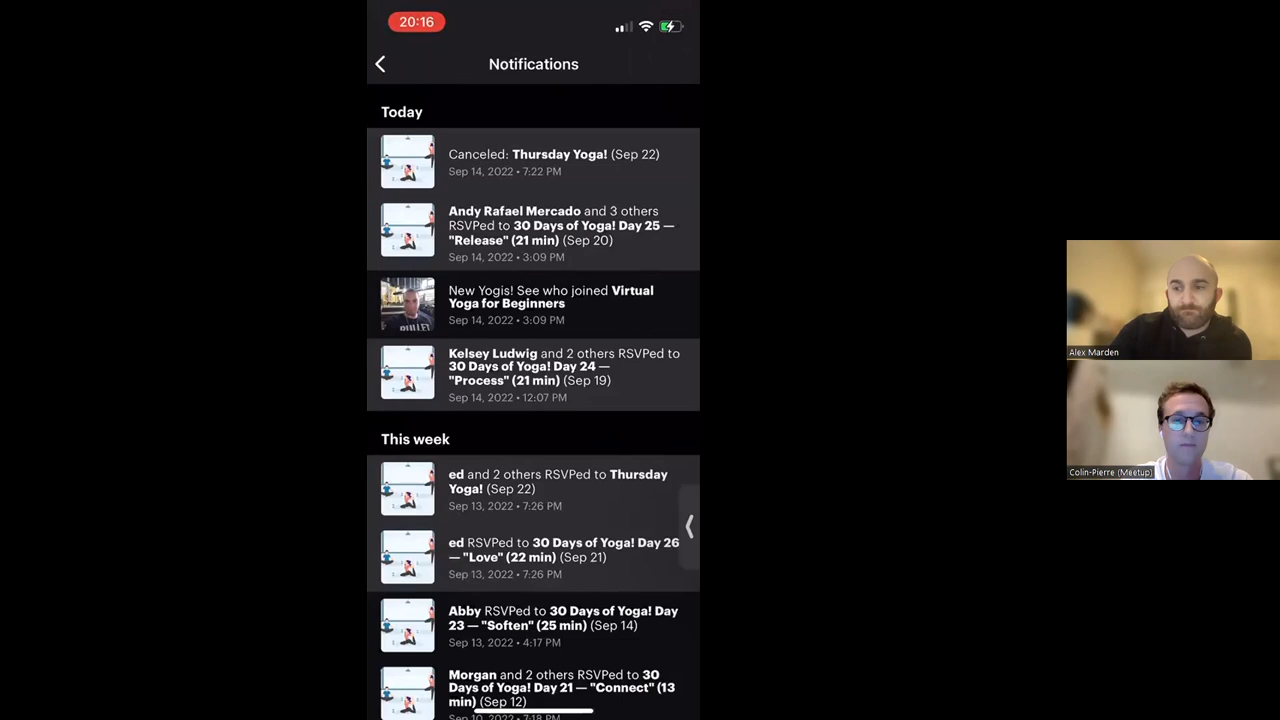 20:16
Notifications
Today
Canceled: Thursday Yoga! (Sep 22)
Sep 14, 2022 • 7:22 PM
Andy Rafael Mercado and 3 others
RSVPed to 30 Days of Yoga! Day 25 —
"Release" (21 min) (Sep 20)
Sep 14, 2022 • 3:09 PM
New Yogis! See who joined Virtual
Yoga for Beginners
Sep 14, 2022 • 3:09 PM
Kelsey Ludwig and 2 others RSVPed to
30 Days of Yoga! Day 24 —
"Process" (21 min) (Sep 19)
Sep 14, 2022 • 12:07 PM
This week
ed and 2 others RSVPed to Thursday
Yoga! (Sep 22)
Sep 13, 2022 • 7:26 PM
ed RSVPed to 30 Days of Yoga! Day 26
— "Love" (22 min) (Sep 21)
Sep 13, 2022 • 7:26 PM
Abby RSVPed to 30 Days of Yoga! Day
23 — "Soften" (25 min) (Sep 14)
Sep 13, 2022 • 4:17 PM
Morgan and 2 others RSVPed to 30
Days of Yoga! Day 21 — "Connect" (13
min) (Sep 12)
Sep 10, 2022 • 7:18 PM
Alex Marden
Colin-Pierre (Meetup)